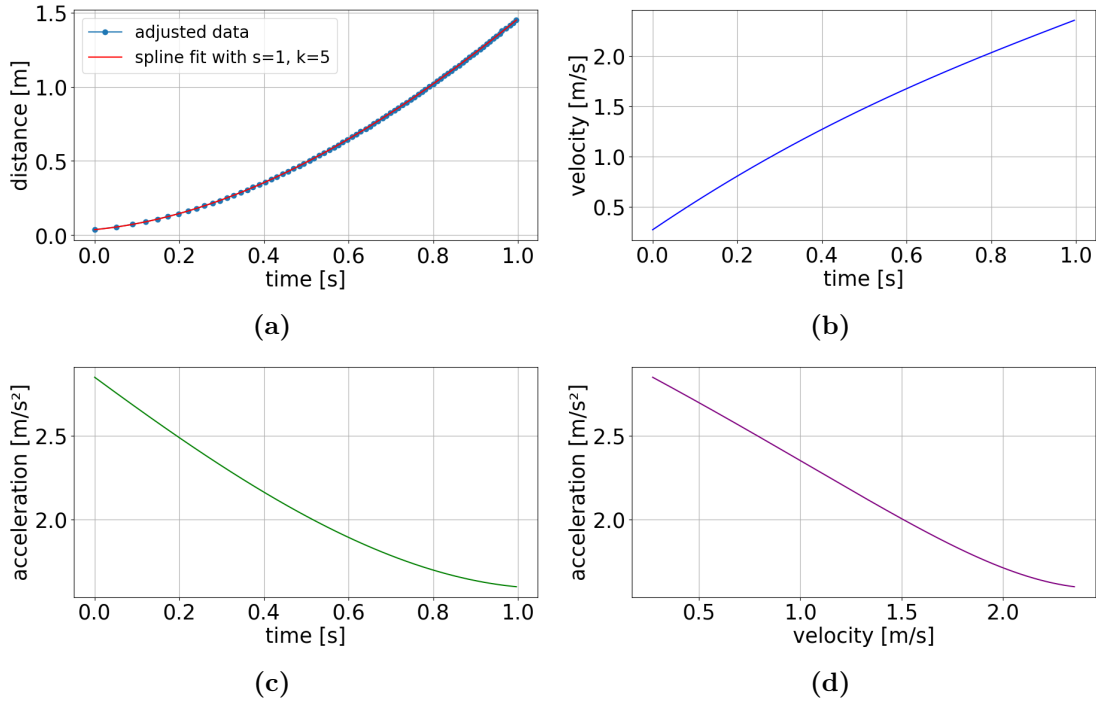 adjusted data
spline fit with s=1, k=5
distance [m]
1.5
1.0
0.5
0.0
0.0 0.2 0.4 0.6 0.8 1.0
time [s]
(a)
velocity [m/s]
2.0
1.5
1.0
0.5
0.0 0.2 0.4 0.6 0.8 1.0
time [s]
(b)
acceleration [m/s²]
2.5
2.0
0.0 0.2 0.4 0.6 0.8 1.0
time [s]
(c)
acceleration [m/s²]
2.5
2.0
0.5 1.0 1.5 2.0
velocity [m/s]
(d)